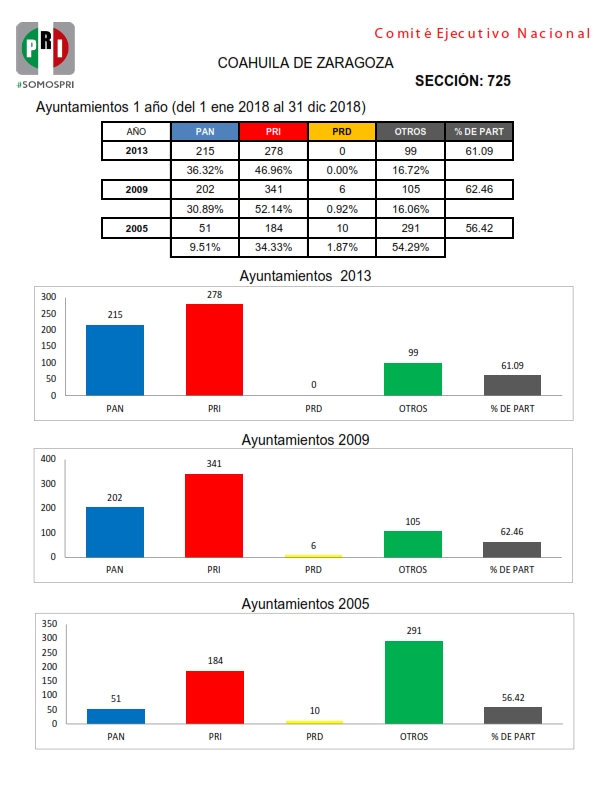 Comité Ejecutivo Nacional
PRI
#SOMOSPRI
COAHUILA DE ZARAGOZA
SECCIÓN: 725
Ayuntamientos 1 año (del 1 ene 2018 al 31 dic 2018)
AÑO PAN PRI PRD OTROS % DE PART
2013 215 278 0 99 61.09
36.32% 46.96% 0.00% 16.72%
2009 202 341 6 105 62.46
30.89% 52.14% 0.92% 16.06%
2005 51 184 10 291 56.42
9.51% 34.33% 1.87% 54.29%
Ayuntamientos 2013
300
250
200
150
100
50
0
215 278 0 99 61.09
PAN PRI PRD OTROS % DE PART
Ayuntamientos 2009
400
300
200
100
0
202 341 6 105 62.46
PAN PRI PRD OTROS % DE PART
Ayuntamientos 2005
350
300
250
200
150
100
50
0
51 184 10 291 56.42
PAN PRI PRD OTROS % DE PART